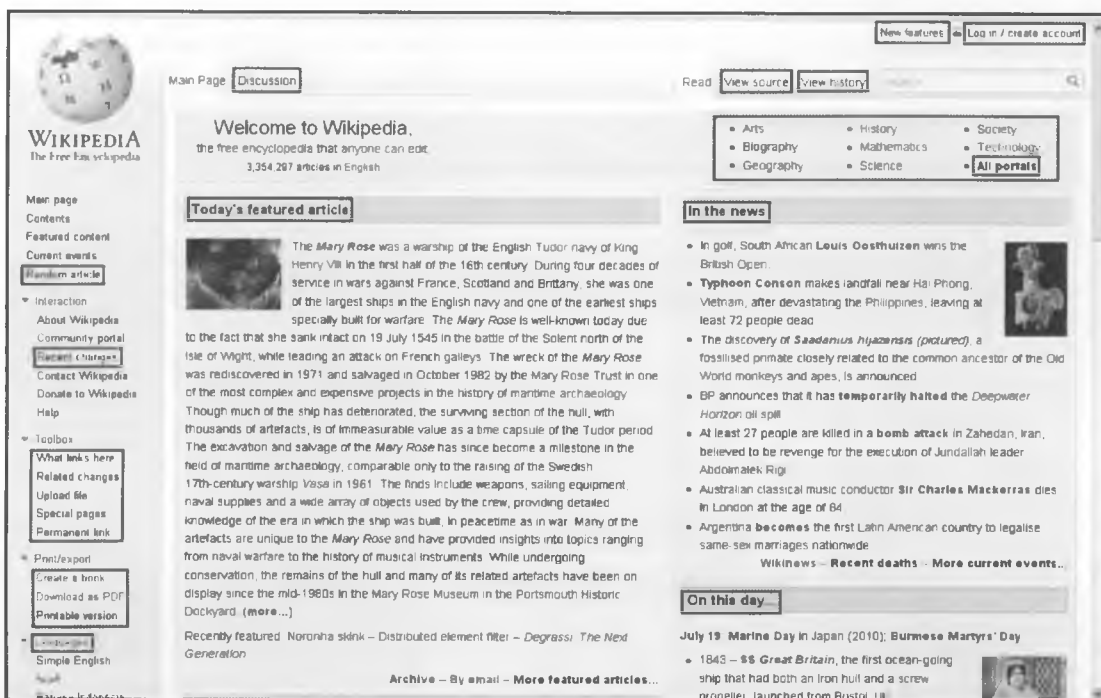 New features Log in / create account
Main Page Discussion
Read View source View history
WIKIPEDIA
The Free Encyclopedia
Welcome to Wikipedia,
the free encyclopedia that anyone can edit.
3,354,297 articles in English
Arts
Biography
Geography
History
Mathematics
Science
Society
Technology
All portals
Main page
Contents
Featured content
Current events
Random article
Interaction
About Wikipedia
Community portal
Recent changes
Contact Wikipedia
Donate to Wikipedia
Help
Toolbox
What links here
Related changes
Upload file
Special pages
Permanent link
Print/export
Create a book
Download as PDF
Printable version
Languages
Simple English
Today's featured article
The Mary Rose was a warship of the English Tudor navy of King
Henry VIII in the first half of the 16th century. During four decades of
service in wars against France, Scotland and Brittany, she was one
of the largest ships in the English navy and one of the earliest ships
specially built for warfare. The Mary Rose is well-known today due
to the fact that she sank intact on 19 July 1545 in the battle of the Solent north of the
Isle of Wight, while leading an attack on French galleys. The wreck of the Mary Rose
was rediscovered in 1971 and salvaged in October 1982 by the Mary Rose Trust in one
of the most complex and expensive projects in the history of maritime archaeology.
Though much of the ship has deteriorated, the surviving section of the hull, with
thousands of artefacts, is of immeasurable value as a time capsule of the Tudor period.
The excavation and salvage of the Mary Rose has since become a milestone in the
field of maritime archaeology, comparable only to the raising of the Swedish
17th-century warship Vasa in 1961. The finds include weapons, sailing equipment,
naval supplies and a wide array of objects used by the crew, providing detailed
knowledge of the era in which the ship was built, in peacetime as in war. Many of the
artefacts are unique to the Mary Rose and have provided insights into topics ranging
from naval warfare to the history of musical instruments. While undergoing
conservation, the remains of the hull and many of its related artefacts have been on
display since the mid-1980s in the Mary Rose Museum in the Portsmouth Historic
Dockyard. (more...)
Recently featured: Noronha skink – Distributed element filter – Degrassi: The Next
Generation
Archive – By email – More featured articles...
In the news
In golf, South African Louis Oosthuizen wins the
British Open.
Typhoon Conson makes landfall near Hai Phong,
Vietnam, after devastating the Philippines, leaving at
least 72 people dead.
The discovery of Saadanius hijazensis (pictured), a
fossilised primate closely related to the common ancestor of the Old
World monkeys and apes, is announced.
BP announces that it has temporarily halted the Deepwater
Horizon oil spill.
At least 27 people are killed in a bomb attack in Zahedan, Iran,
believed to be revenge for the execution of Jundallah leader
Abdolmalek Rigi.
Australian classical music conductor Sir Charles Mackerras dies
in London at the age of 84.
Argentina becomes the first Latin American country to legalise
same-sex marriages nationwide.
Wikinews – Recent deaths – More current events...
On this day...
July 19: Marine Day in Japan (2010); Burmese Martyrs' Day
1843 – SS Great Britain, the first ocean-going
ship that had both an iron hull and a screw
propeller, launched from Bristol, UK